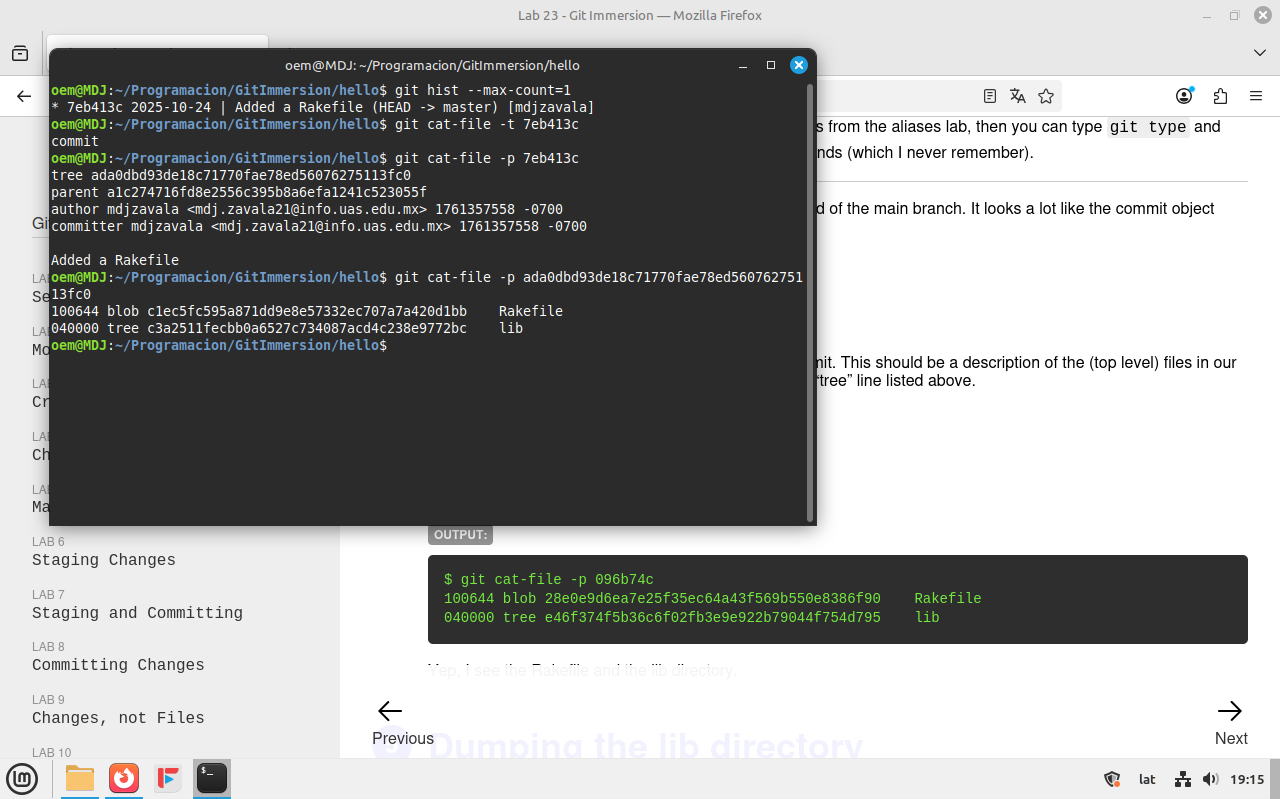 Lab 23 - Git Immersion — Mozilla Firefox
oem@MDJ:~/Programacion/GitImmersion/hello
oem@MDJ:~/Programacion/GitImmersion/hello$ git hist --max-count=1
* 7eb413c 2025-10-24 | Added a Rakefile (HEAD -> master) [mdjzavala]
oem@MDJ:~/Programacion/GitImmersion/hello$ git cat-file -t 7eb413c
commit
oem@MDJ:~/Programacion/GitImmersion/hello$ git cat-file -p 7eb413c
tree ada0dbd93de18c71770fae78ed56076275113fc0
parent a1c274716fd8e2556c395b8a6efa1241c523055f
author mdjzavala <mdj.zavala21@info.uas.edu.mx> 1761357558 -0700
committer mdjzavala <mdj.zavala21@info.uas.edu.mx> 1761357558 -0700
Added a Rakefile
oem@MDJ:~/Programacion/GitImmersion/hello$ git cat-file -p ada0dbd93de18c71770fae78ed560762751
13fc0
100644 blob c1ec5fc595a871dd9e8e57332ec707a7a420d1bb    Rakefile
040000 tree c3a2511fecbb0a6527c734087acd4c238e9772bc    lib
oem@MDJ:~/Programacion/GitImmersion/hello$
s from the aliases lab, then you can type git type and
nds (which I never remember).
d of the main branch. It looks a lot like the commit object
mit. This should be a description of the (top level) files in our
“tree” line listed above.
OUTPUT:
$ git cat-file -p 096b74c
100644 blob 28e0e9d6ea7e25f35ec64a43f569b550e8386f90    Rakefile
040000 tree e46f374f5b36c6f02fb3e9e922b79044f754d795    lib
Yep, I see the Rakefile and the lib directory.
Dumping the lib directory
Previous
Next
Gi
LA
Se
Mo
LA
Cr
LA
Ch
LA
Ma
LAB 6
Staging Changes
LAB 7
Staging and Committing
LAB 8
Committing Changes
LAB 9
Changes, not Files
LAB 10
lat
19:15